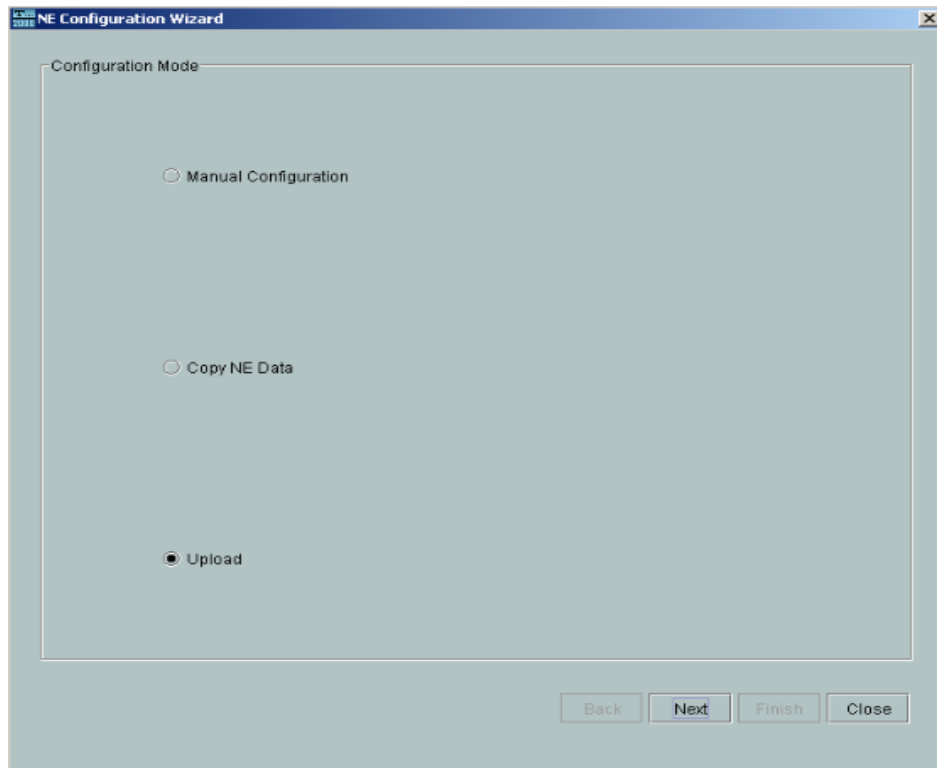 NE Configuration Wizard
Configuration Mode
Manual Configuration
Copy NE Data
Upload
Back Next Finish Close